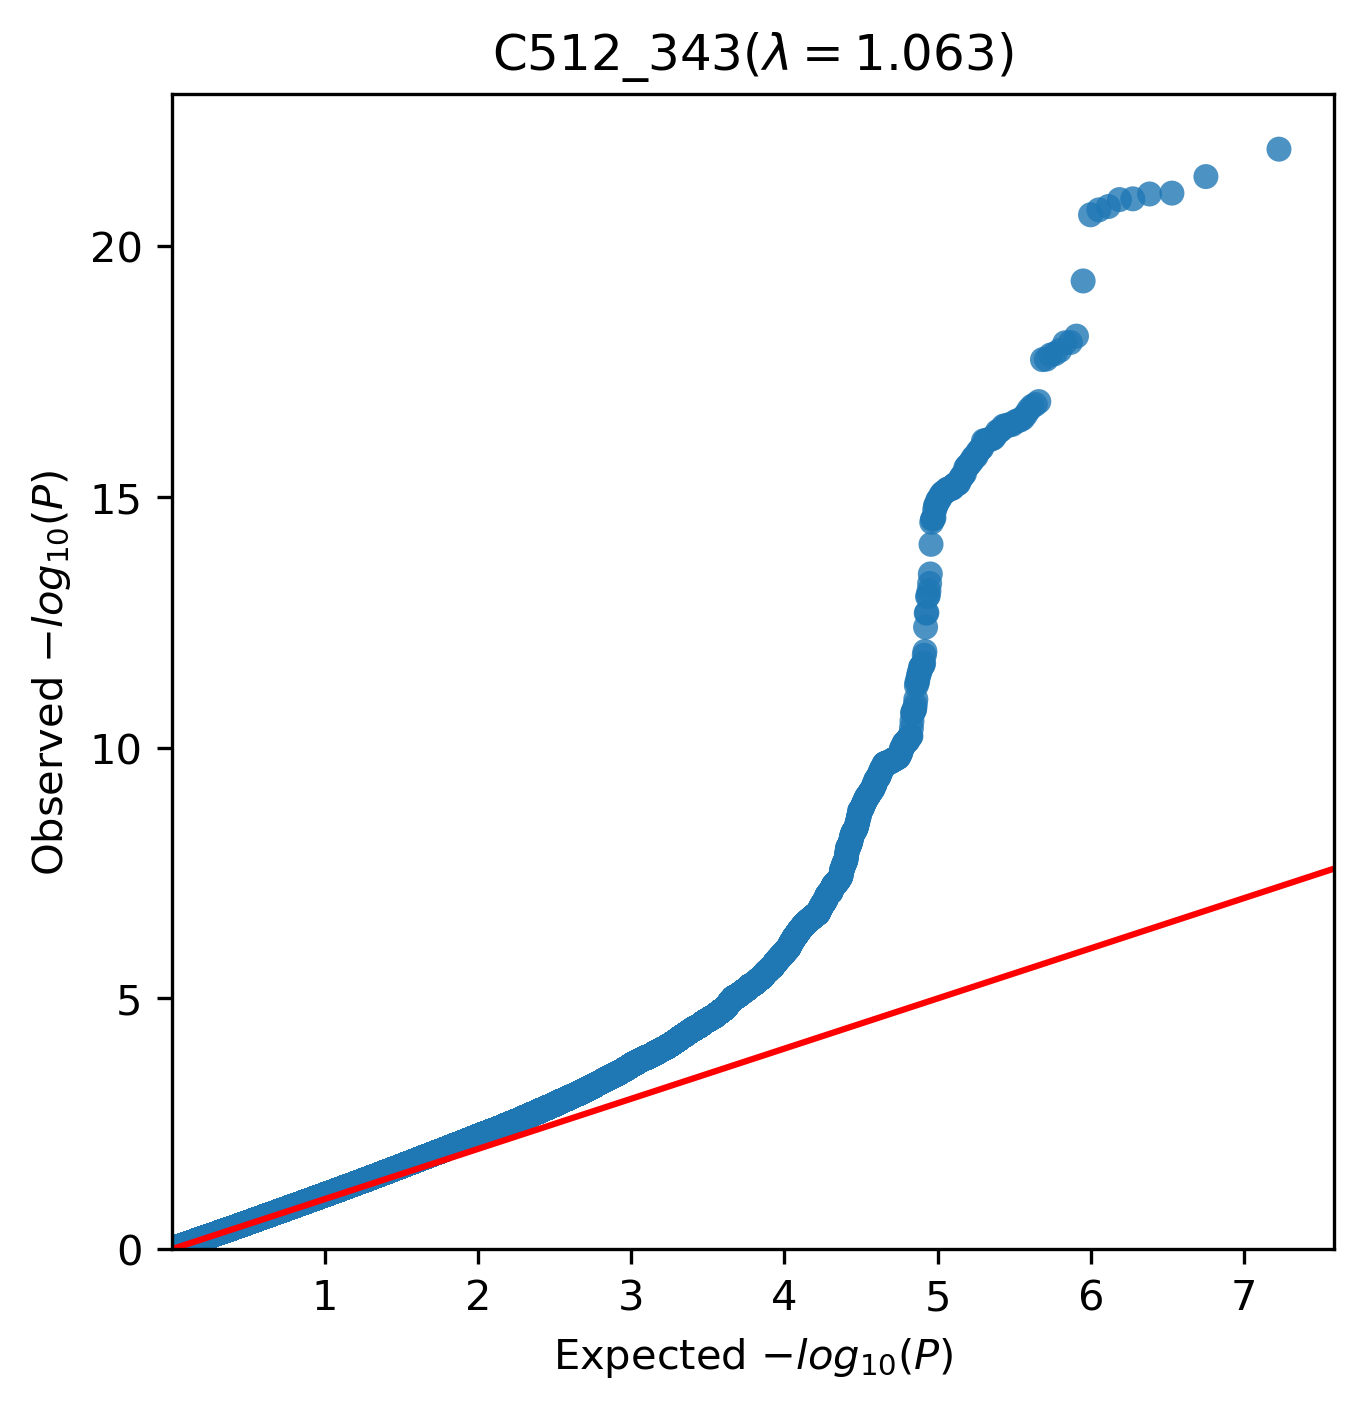 C512_343(λ = 1.063)
Observed −log₁₀(P)
20
15
10
5
0
1 2 3 4 5 6 7
Expected −log₁₀(P)